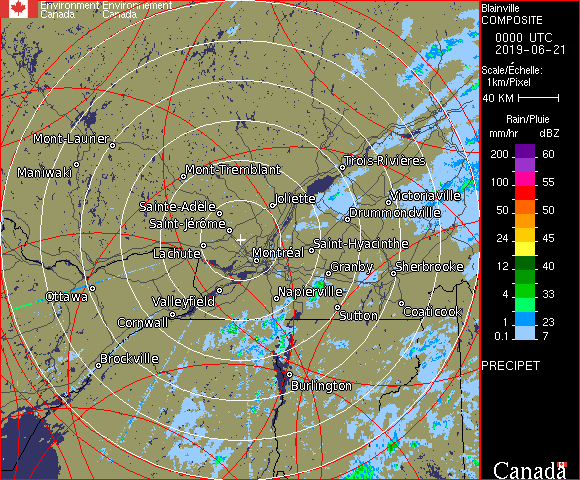 Environment Environnement
Canada Canada
Blainville
COMPOSITE
0000 UTC
2019-06-21
Scale/Échelle:
1km/Pixel
40 KM
Rain/Pluie
mm/hr dBZ
200 60
100 55
50 50
24 45
12 40
4 33
1 23
0.1 7
PRECIPET
Canada
Mont-Laurier
Maniwaki
Mont-Tremblant
Trois-Rivières
Sainte-Adèle
Joliette
Victoriaville
Saint-Jérôme
Drummondville
Lachute
Montréal
Saint-Hyacinthe
Granby
Sherbrooke
Ottawa
Valleyfield
Napierville
Cornwall
Sutton
Coaticook
Brockville
Burlington